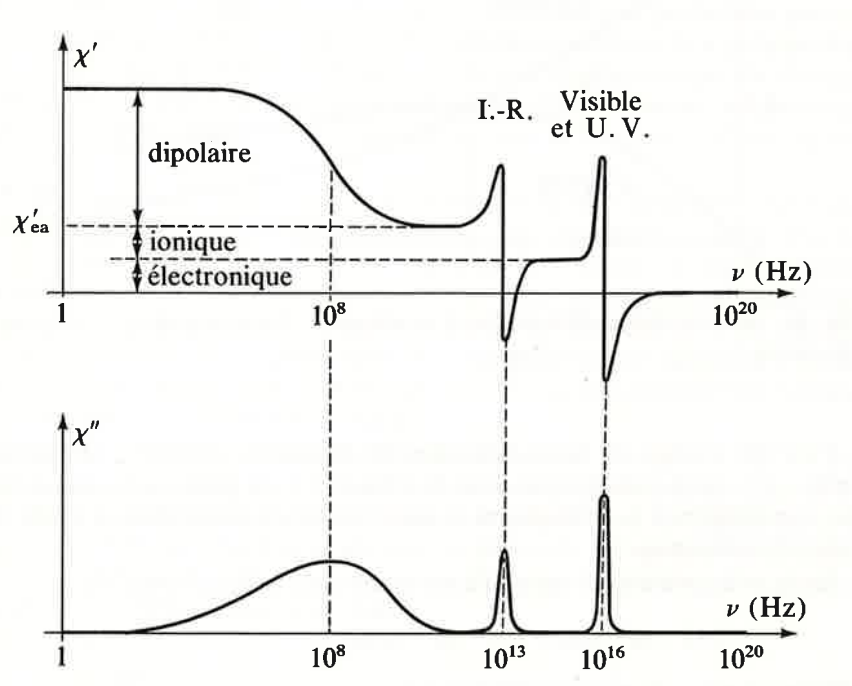 χ′
I.-R.
Visible
et U. V.
dipolaire
χ′ea
ionique
électronique
ν (Hz)
1
10⁸
10²⁰
χ″
ν (Hz)
1
10⁸
10¹³
10¹⁶
10²⁰